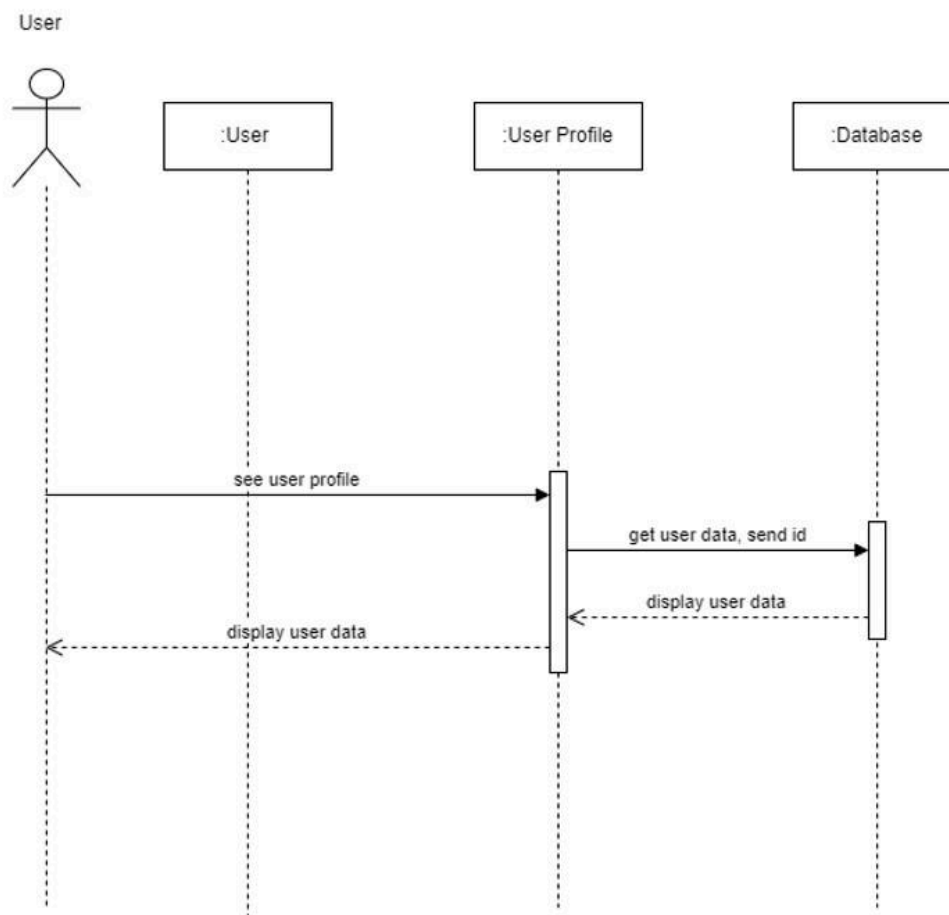 User
:User
:User Profile
:Database
see user profile
get user data, send id
display user data
display user data